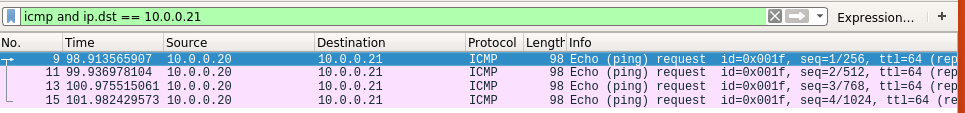 icmp and ip.dst == 10.0.0.21 Expression... +
No. Time Source Destination Protocol Length Info
9 98.913565907 10.0.0.20 10.0.0.21 ICMP 98 Echo (ping) request id=0x001f, seq=1/256, ttl=64 (rep
11 99.936978104 10.0.0.20 10.0.0.21 ICMP 98 Echo (ping) request id=0x001f, seq=2/512, ttl=64 (rep
13 100.975515061 10.0.0.20 10.0.0.21 ICMP 98 Echo (ping) request id=0x001f, seq=3/768, ttl=64 (rep
15 101.982429573 10.0.0.20 10.0.0.21 ICMP 98 Echo (ping) request id=0x001f, seq=4/1024, ttl=64 (re